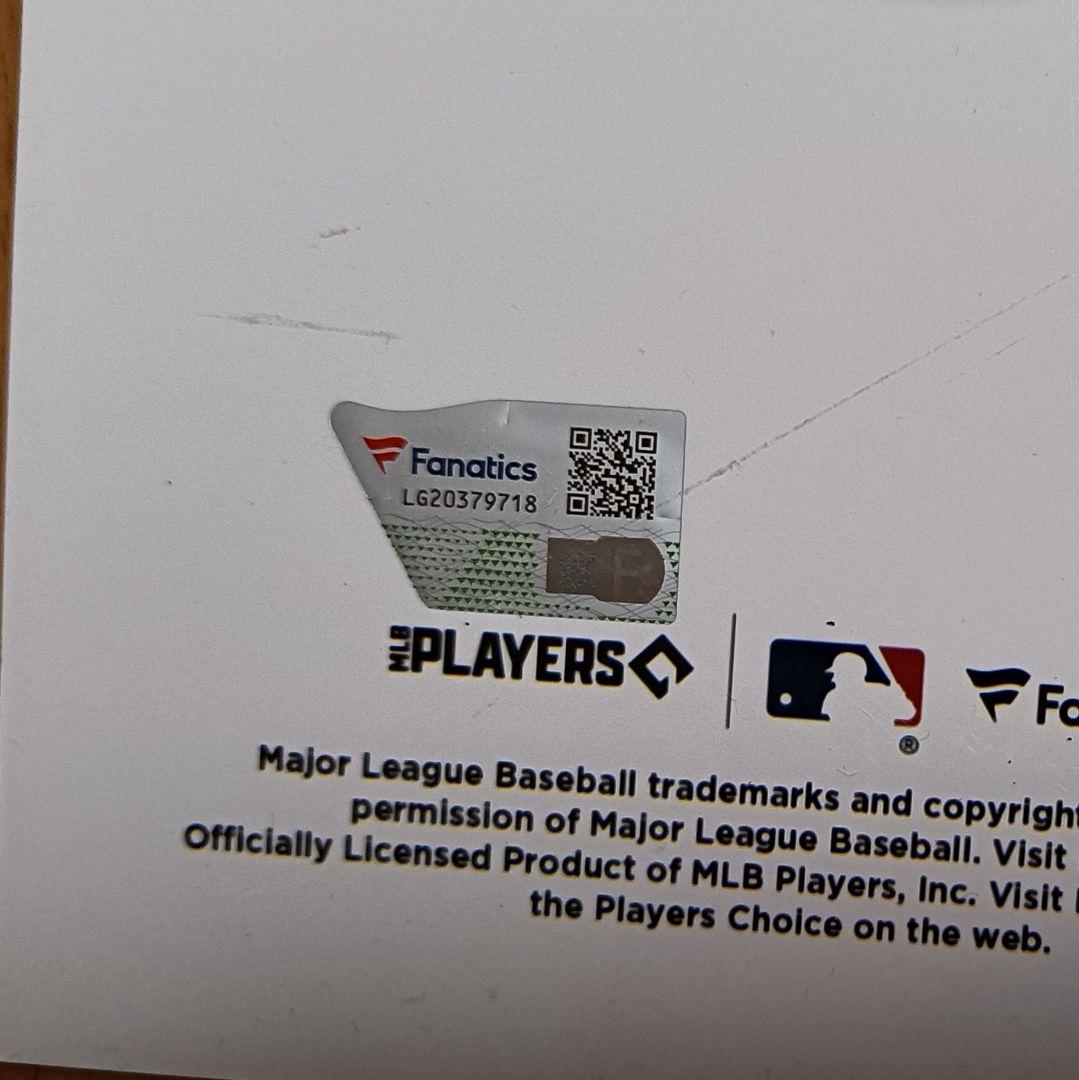 Fanatics
LG20379718
MLB PLAYERS
®
Major League Baseball trademarks and copyright
permission of Major League Baseball. Visit
Officially Licensed Product of MLB Players, Inc. Visit
the Players Choice on the web.